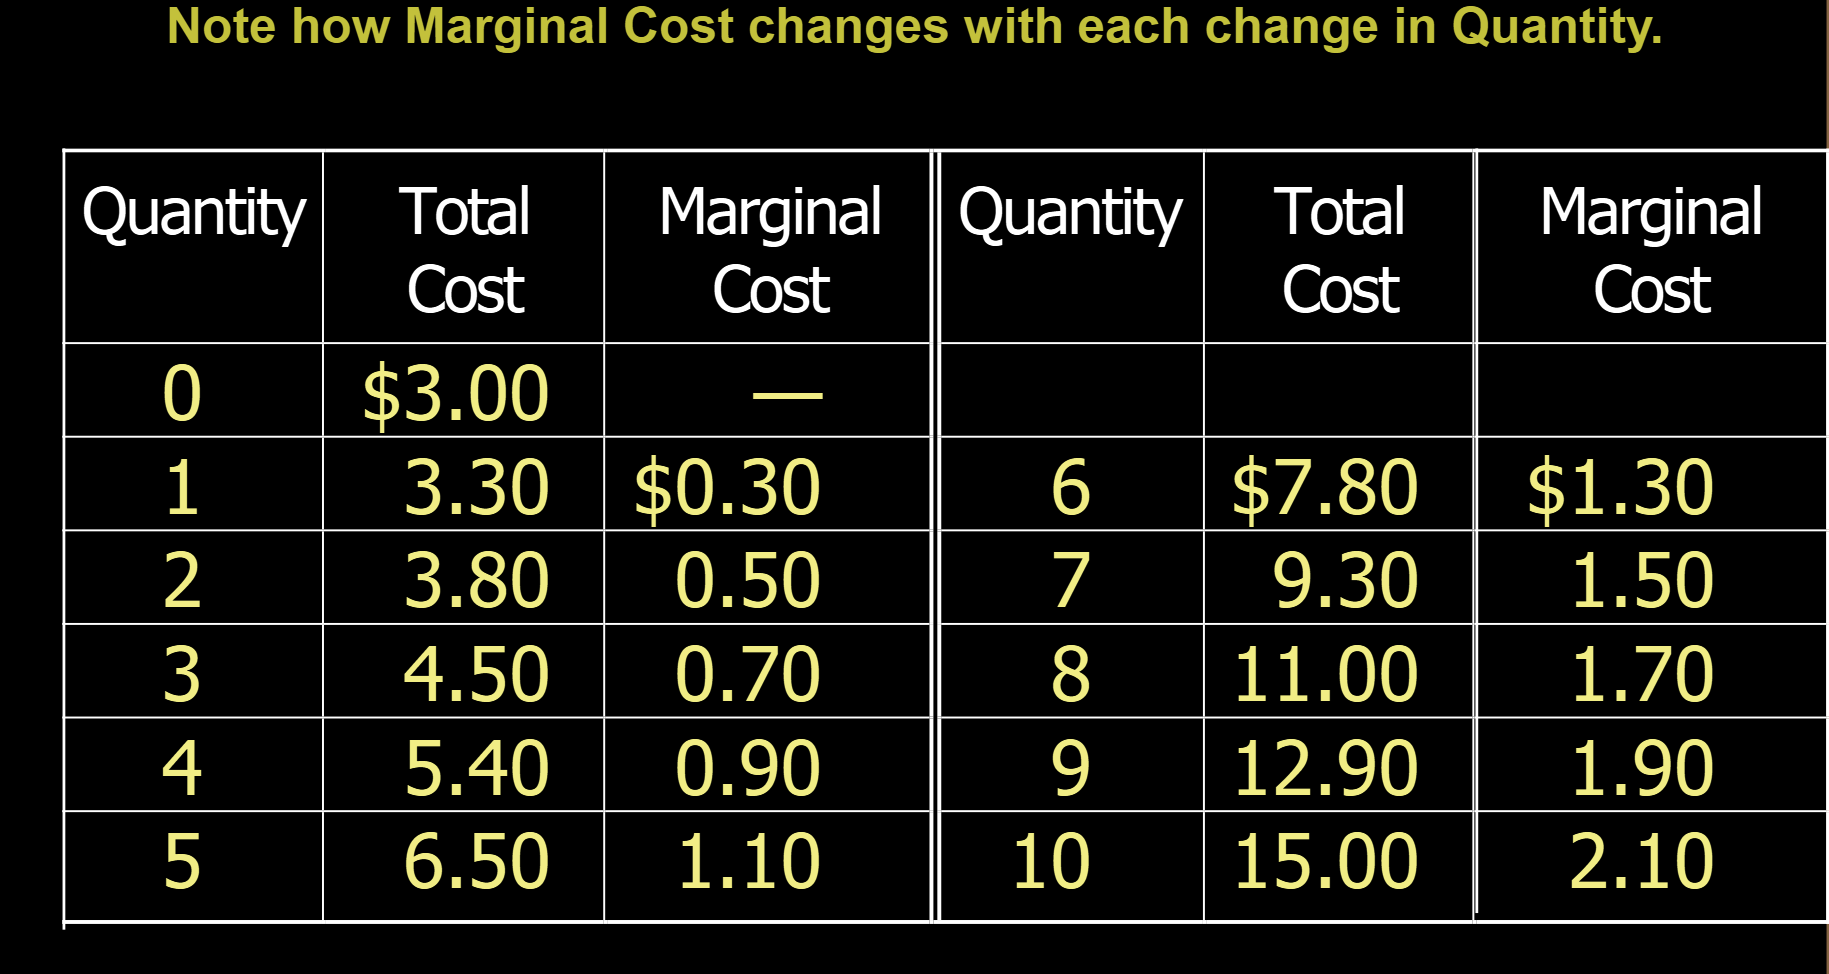 Note how Marginal Cost changes with each change in Quantity.
Quantity Total Cost Marginal Cost Quantity Total Cost Marginal Cost
0 $3.00 —
1 3.30 $0.30 6 $7.80 $1.30
2 3.80 0.50 7 9.30 1.50
3 4.50 0.70 8 11.00 1.70
4 5.40 0.90 9 12.90 1.90
5 6.50 1.10 10 15.00 2.10